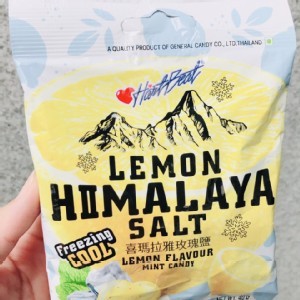 A QUALITY PRODUCT OF GENERAL CANDY CO., LTD. THAILAND
HartBeat
LEMON
HIMALAYA
SALT
Freezing
COOL
喜瑪拉雅玫瑰鹽
LEMON FLAVOUR
MINT CANDY